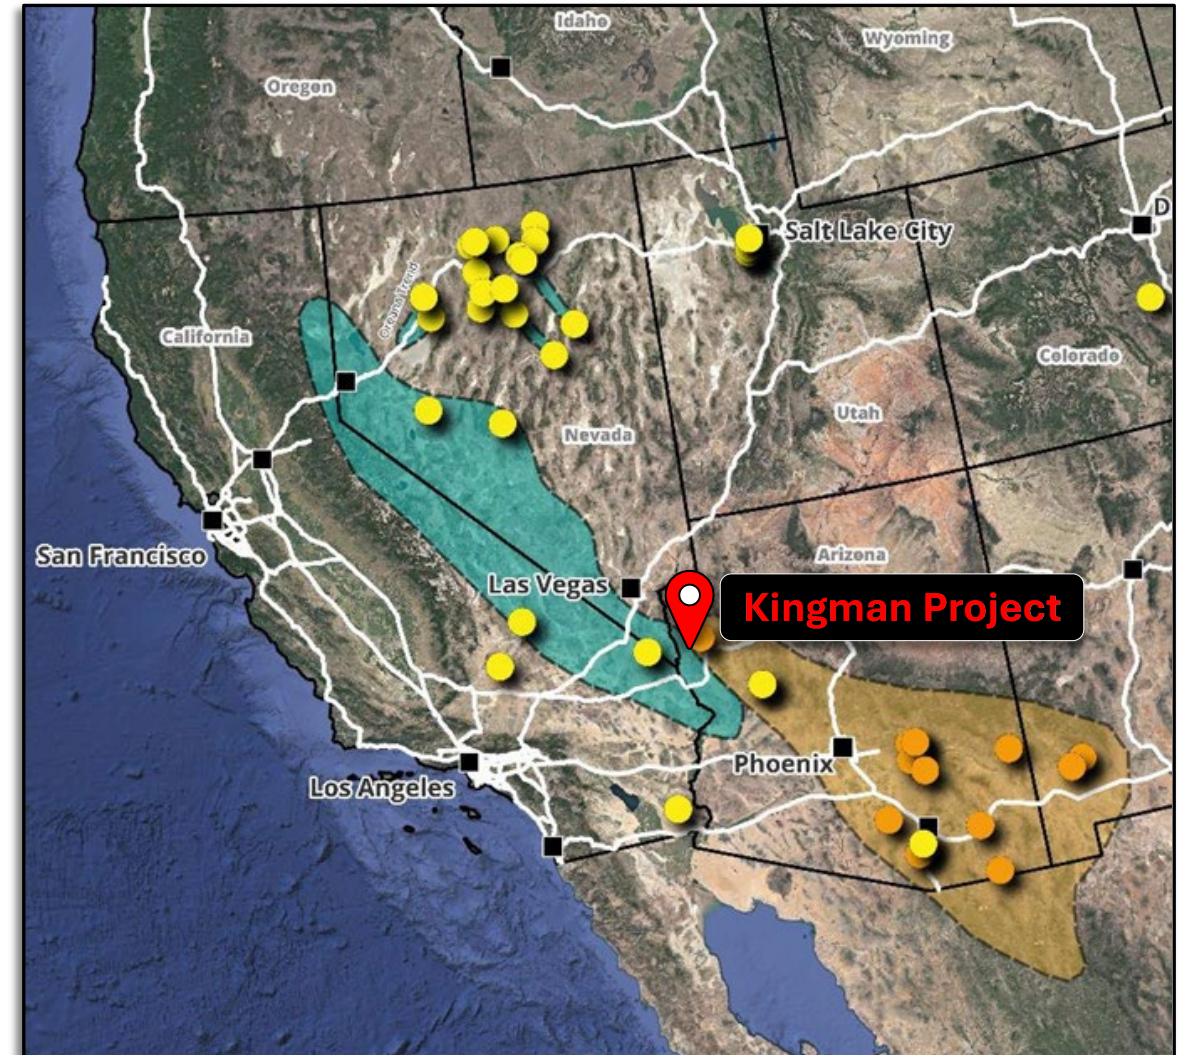 Idaho
Wyoming
Oregon
D
Salt Lake City
Oreana Trend
California
Colorado
Utah
Nevada
San Francisco
Arizona
Las Vegas
Kingman Project
Phoenix
Los Angeles